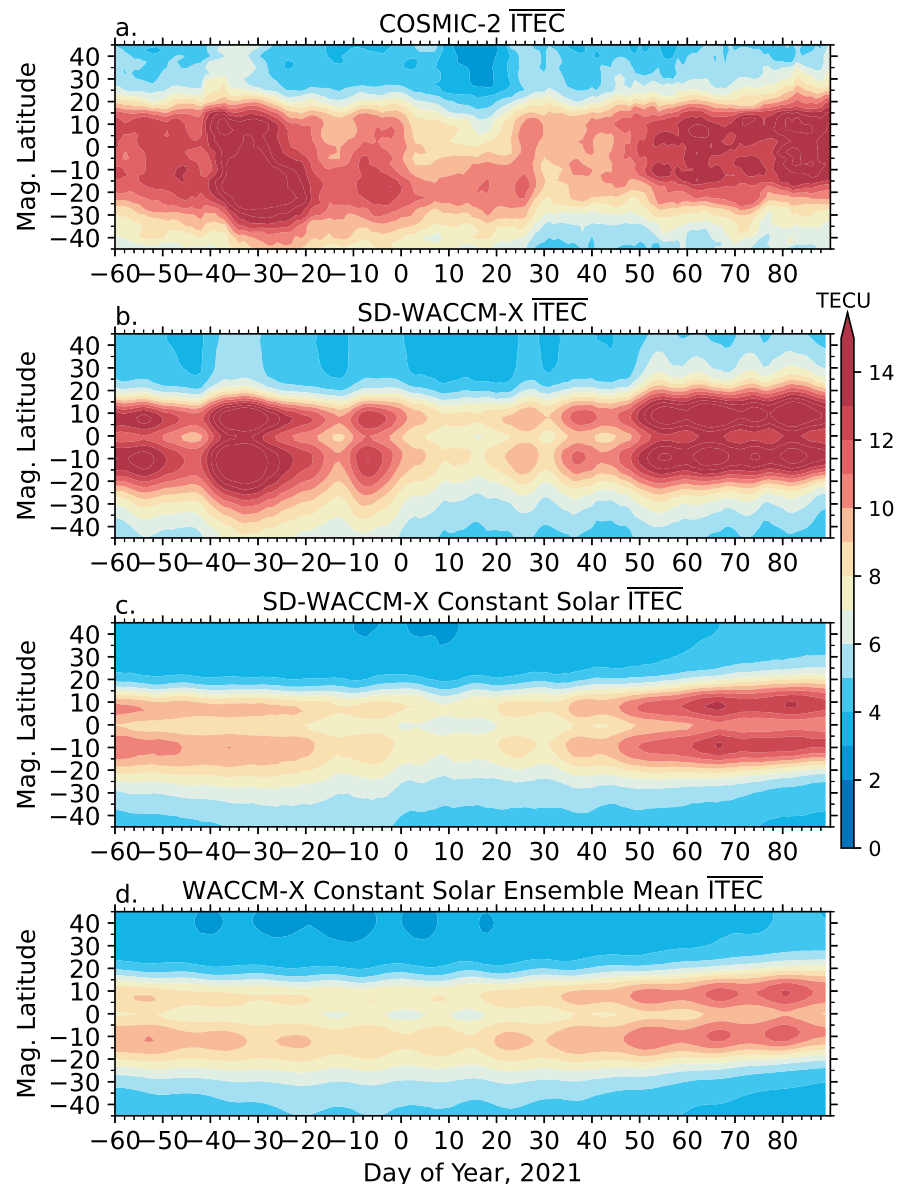 a.
COSMIC-2 ITEC
Mag. Latitude
40
30
20
10
0
−10
−20
−30
−40
−60 −50 −40 −30 −20 −10 0 10 20 30 40 50 60 70 80
b.
SD-WACCM-X ITEC
Mag. Latitude
40
30
20
10
0
−10
−20
−30
−40
−60 −50 −40 −30 −20 −10 0 10 20 30 40 50 60 70 80
TECU
14
12
10
8
6
4
2
0
c.
SD-WACCM-X Constant Solar ITEC
Mag. Latitude
40
30
20
10
0
−10
−20
−30
−40
−60 −50 −40 −30 −20 −10 0 10 20 30 40 50 60 70 80
d.
WACCM-X Constant Solar Ensemble Mean ITEC
Mag. Latitude
40
30
20
10
0
−10
−20
−30
−40
−60 −50 −40 −30 −20 −10 0 10 20 30 40 50 60 70 80
Day of Year, 2021